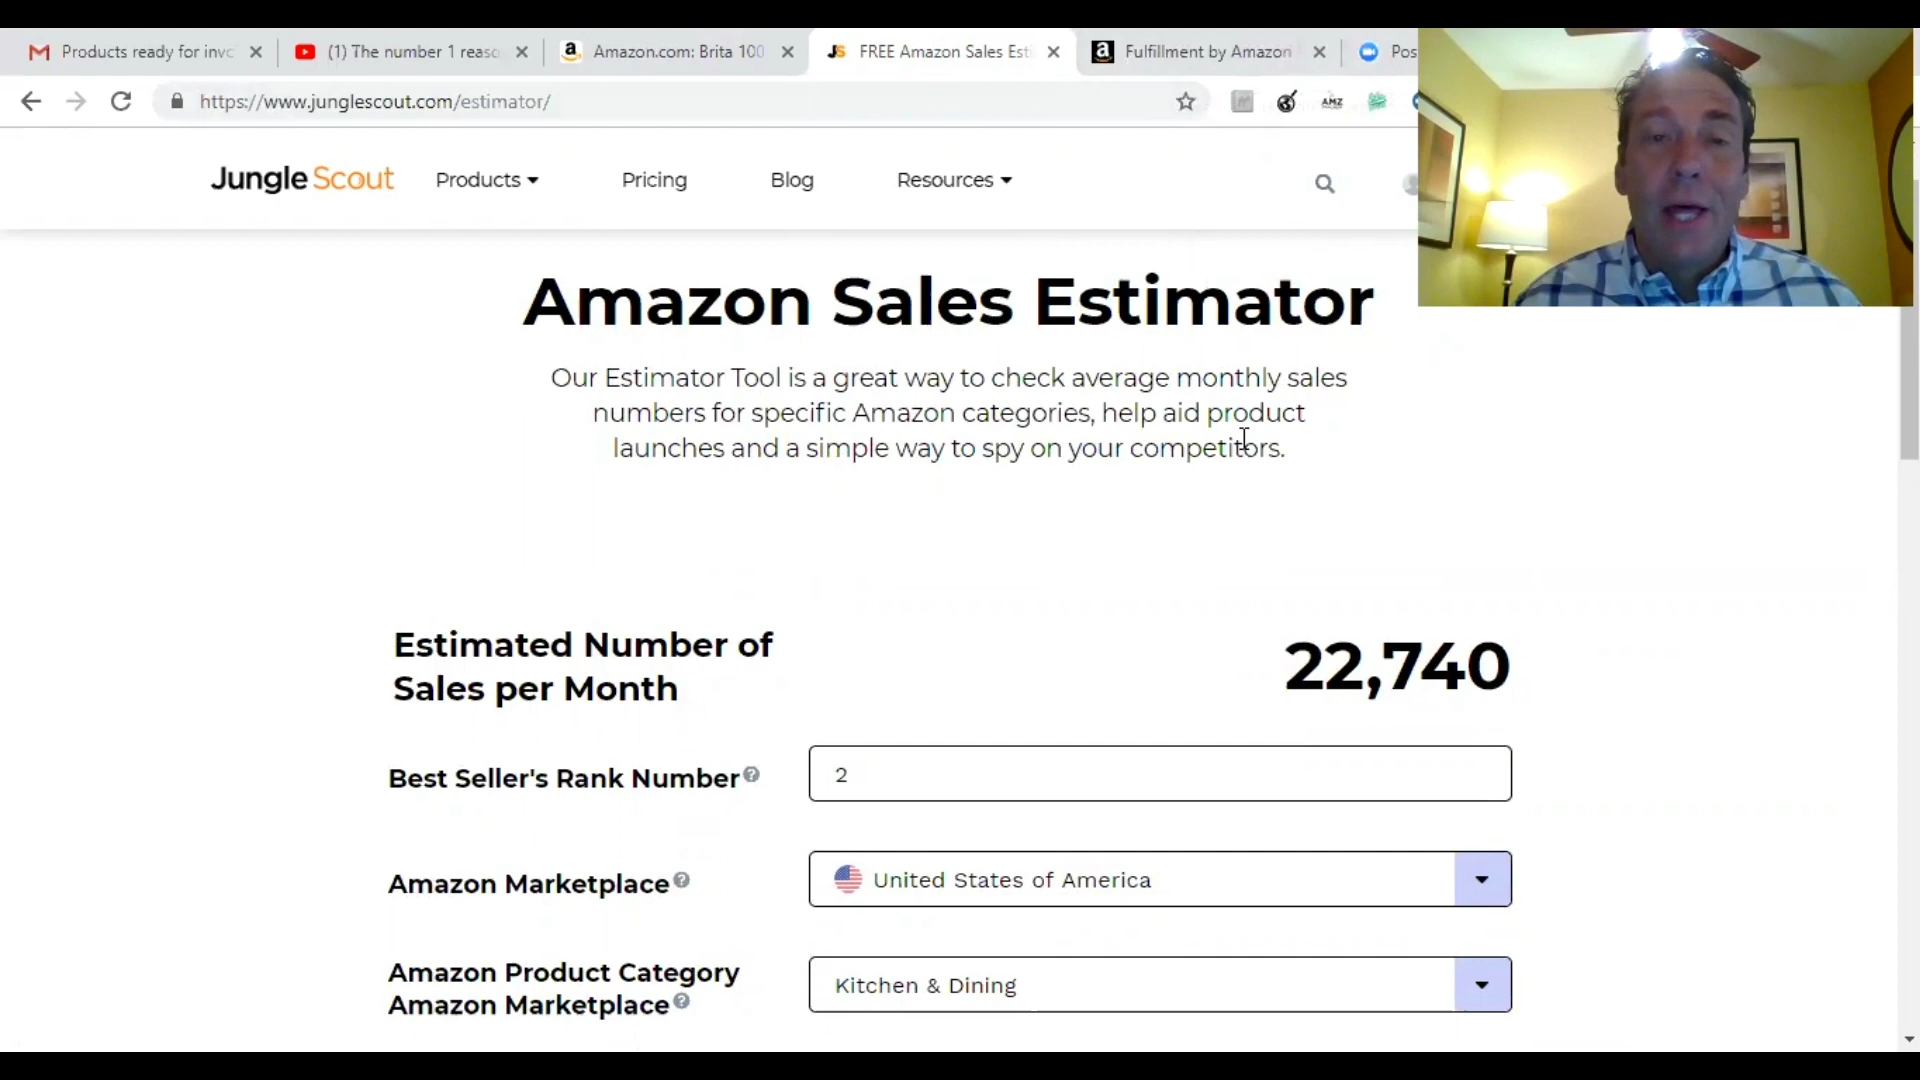 Products ready for invc
(1) The number 1 reaso
Amazon.com: Brita 100
FREE Amazon Sales Esti
Fulfillment by Amazon
Pos
https://www.junglescout.com/estimator/
AMZ
Jungle Scout
Products
Pricing
Blog
Resources
Amazon Sales Estimator
Our Estimator Tool is a great way to check average monthly sales
numbers for specific Amazon categories, help aid product
launches and a simple way to spy on your competitors.
Estimated Number of
Sales per Month
22,740
Best Seller's Rank Number
2
Amazon Marketplace
United States of America
Amazon Product Category
Amazon Marketplace
Kitchen & Dining